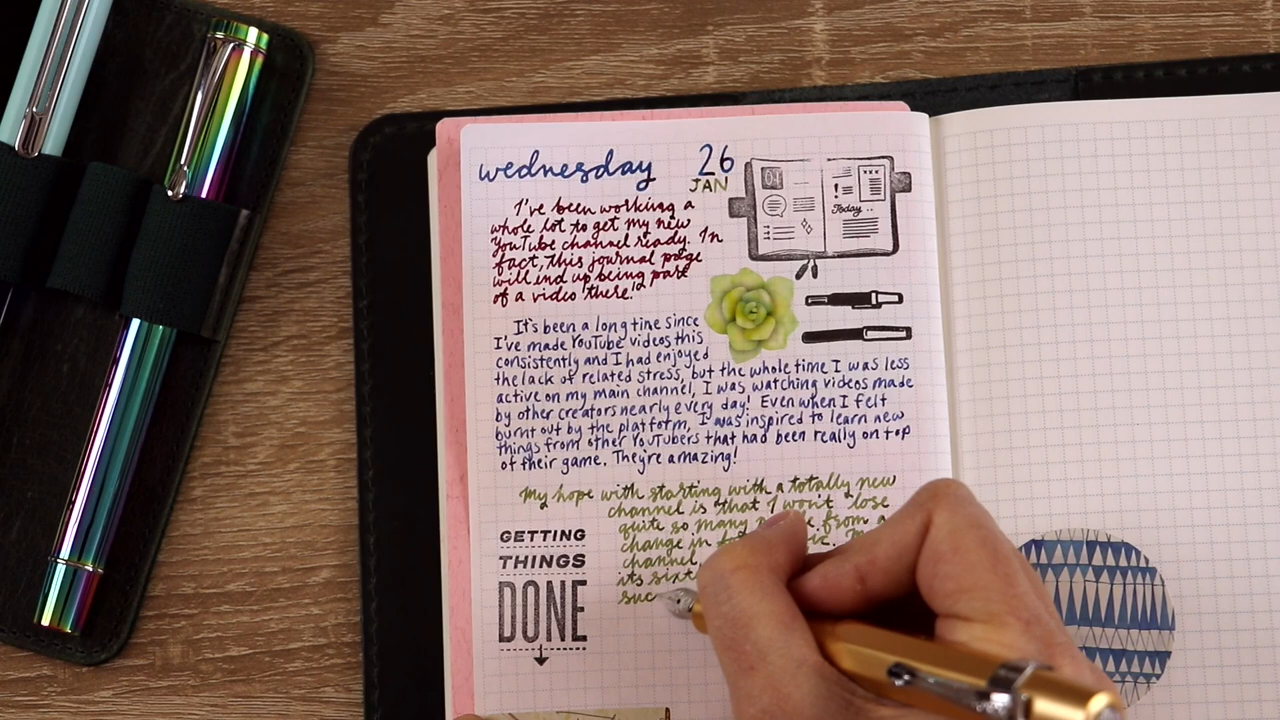 wednesday
26
JAN
I've been working a
whole lot to get my new
YouTube channel ready. In
fact, this journal page
will end up being part
of a video there!
Today..
It's been a long time since
I've made YouTube videos this
consistently and I had enjoyed
the lack of related stress, but the whole time I was less
active on my main channel, I was watching videos made
by other creators nearly every day! Even when I felt
burnt out by the platform, I was inspired to learn new
things from other YouTubers that had been really on top
of their game. They're amazing!
My hope with starting with a totally new
channel is that I won't lose
quite so many from a
change in
channel
its
suc
GETTING
THINGS
DONE